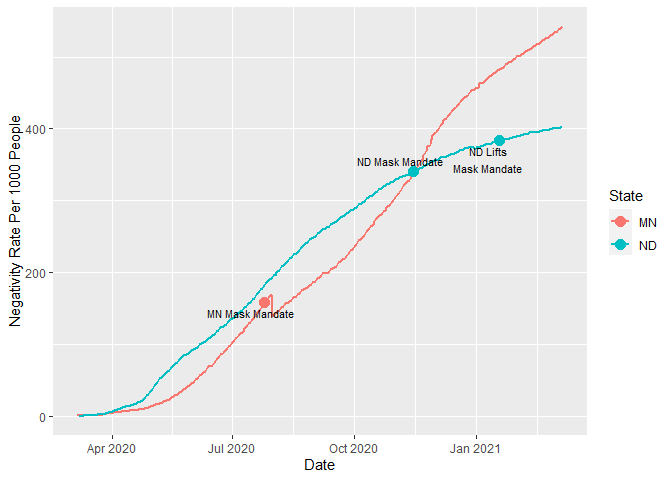 Negativity Rate Per 1000 People
400
200
0
ND Mask Mandate
ND Lifts
Mask Mandate
MN Mask Mandate
Apr 2020
Jul 2020
Oct 2020
Jan 2021
Date
State
MN
ND